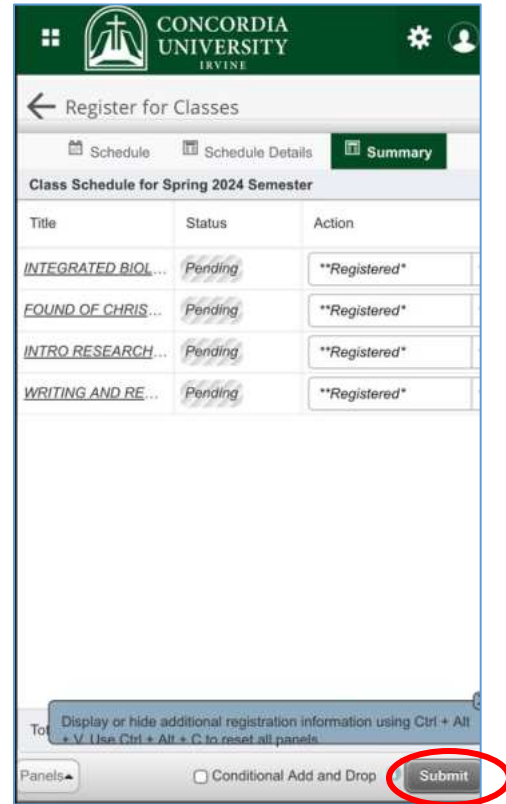 CONCORDIA
UNIVERSITY
IRVINE
Register for Classes
Schedule Schedule Details Summary
Class Schedule for Spring 2024 Semester
Title Status Action
INTEGRATED BIOL... Pending **Registered*
FOUND OF CHRIS... Pending **Registered*
INTRO RESEARCH... Pending **Registered*
WRITING AND RE... Pending **Registered*
Display or hide additional registration information using Ctrl + Alt
+ V. Use Ctrl + Alt + C to reset all panels.
Panels Conditional Add and Drop Submit